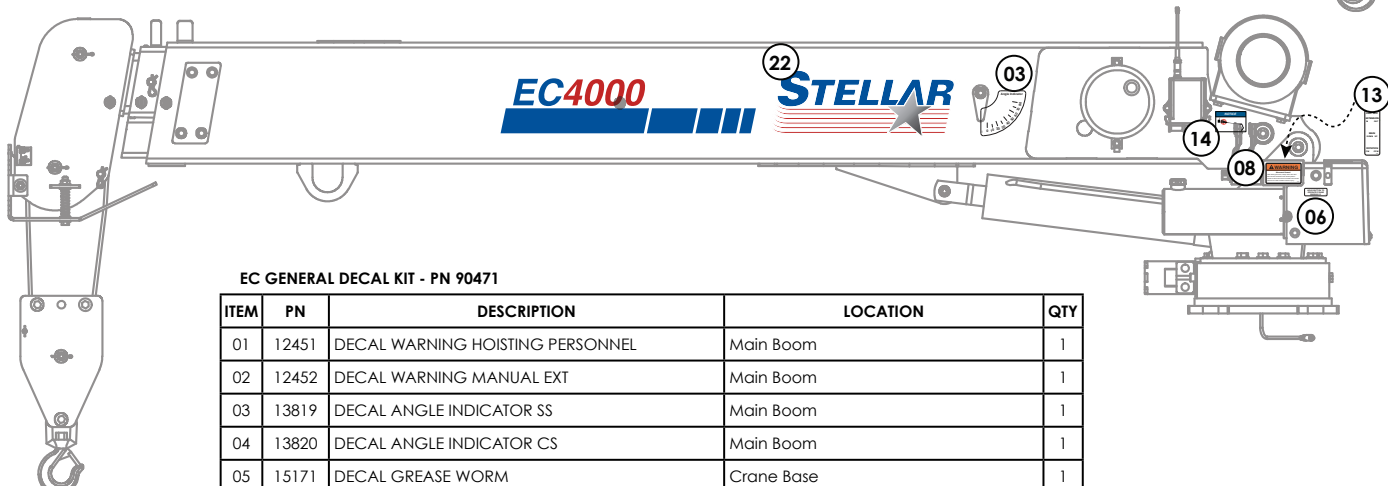 22
03
EC4000
STELLAR
13
14
08
WARNING
06
EC GENERAL DECAL KIT - PN 90471
ITEM PN DESCRIPTION LOCATION QTY
01 12451 DECAL WARNING HOISTING PERSONNEL Main Boom 1
02 12452 DECAL WARNING MANUAL EXT Main Boom 1
03 13819 DECAL ANGLE INDICATOR SS Main Boom 1
04 13820 DECAL ANGLE INDICATOR CS Main Boom 1
05 15171 DECAL GREASE WORM Crane Base 1